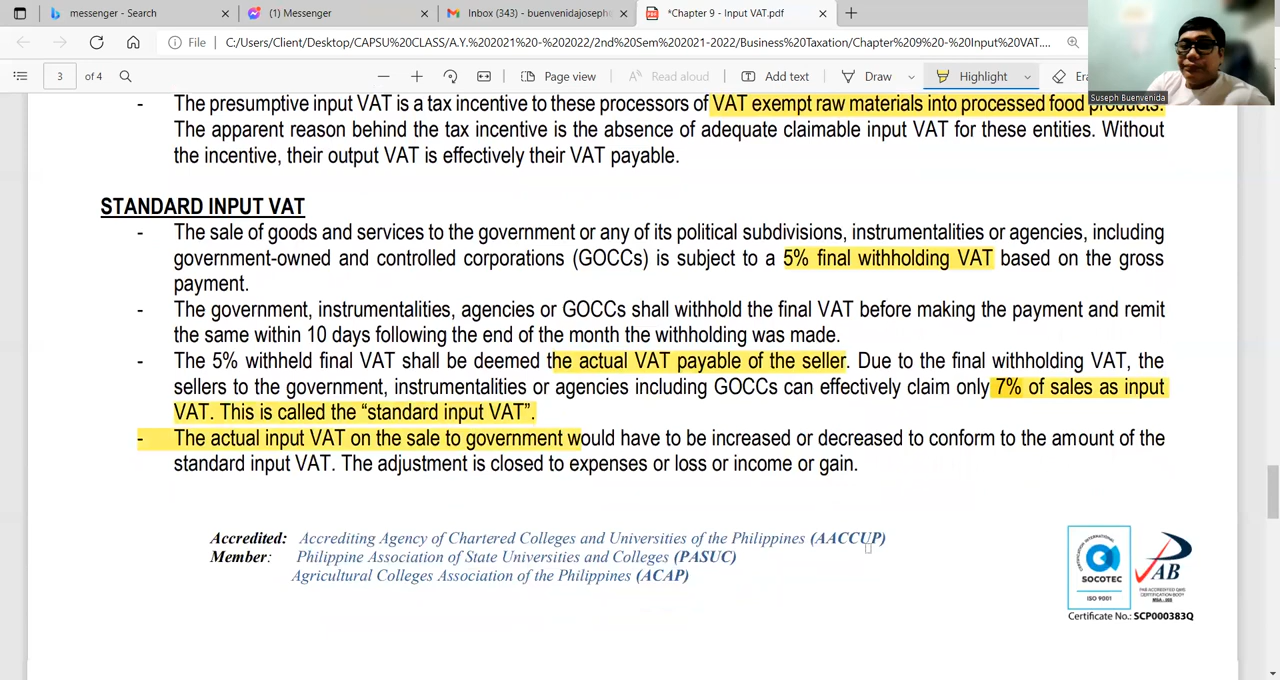 messenger - Search
(1) Messenger
Inbox (343) - buenvenidajosephi
*Chapter 9 - Input VAT.pdf
File
C:/Users/Client/Desktop/CAPSU%20CLASS/A.Y.%202021%20-%202022/2nd%20Sem%202021-2022/Business%20Taxation/Chapter%209%20-%20Input%20VAT....
3 of 4
Page view
Read aloud
Add text
Draw
Highlight
Suseph Buenvenida
- The presumptive input VAT is a tax incentive to these processors of VAT exempt raw materials into processed food products.
The apparent reason behind the tax incentive is the absence of adequate claimable input VAT for these entities. Without
the incentive, their output VAT is effectively their VAT payable.
STANDARD INPUT VAT
- The sale of goods and services to the government or any of its political subdivisions, instrumentalities or agencies, including
government-owned and controlled corporations (GOCCs) is subject to a 5% final withholding VAT based on the gross
payment.
- The government, instrumentalities, agencies or GOCCs shall withhold the final VAT before making the payment and remit
the same within 10 days following the end of the month the withholding was made.
- The 5% withheld final VAT shall be deemed the actual VAT payable of the seller. Due to the final withholding VAT, the
sellers to the government, instrumentalities or agencies including GOCCs can effectively claim only 7% of sales as input
VAT. This is called the “standard input VAT”.
- The actual input VAT on the sale to government would have to be increased or decreased to conform to the amount of the
standard input VAT. The adjustment is closed to expenses or loss or income or gain.
Accredited: Accrediting Agency of Chartered Colleges and Universities of the Philippines (AACCUP)
Member: Philippine Association of State Universities and Colleges (PASUC)
Agricultural Colleges Association of the Philippines (ACAP)
SOCOTEC
ISO 9001
PAB
Certificate No.: SCP000383Q